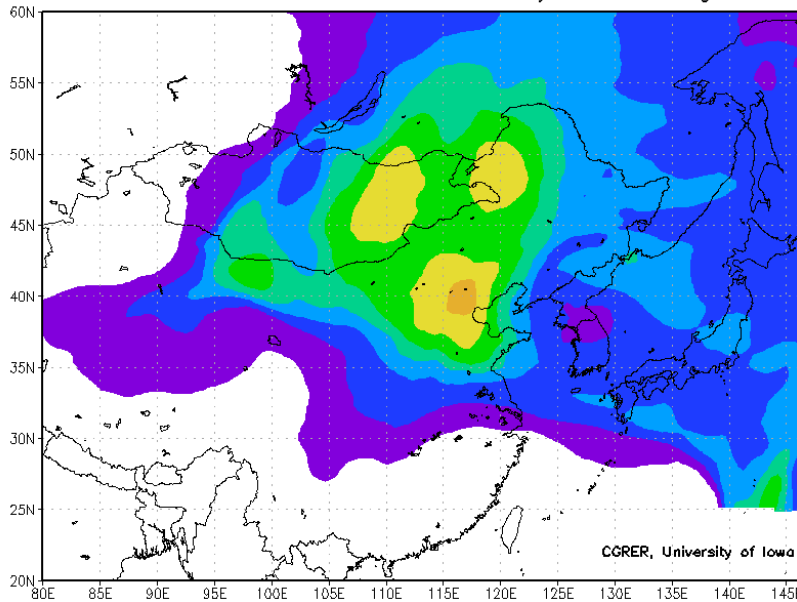 60N
55N
50N
45N
40N
35N
30N
25N
20N
CGRER, University of Iowa
80E 85E 90E 95E 100E 105E 110E 115E 120E 125E 130E 135E 140E 145E